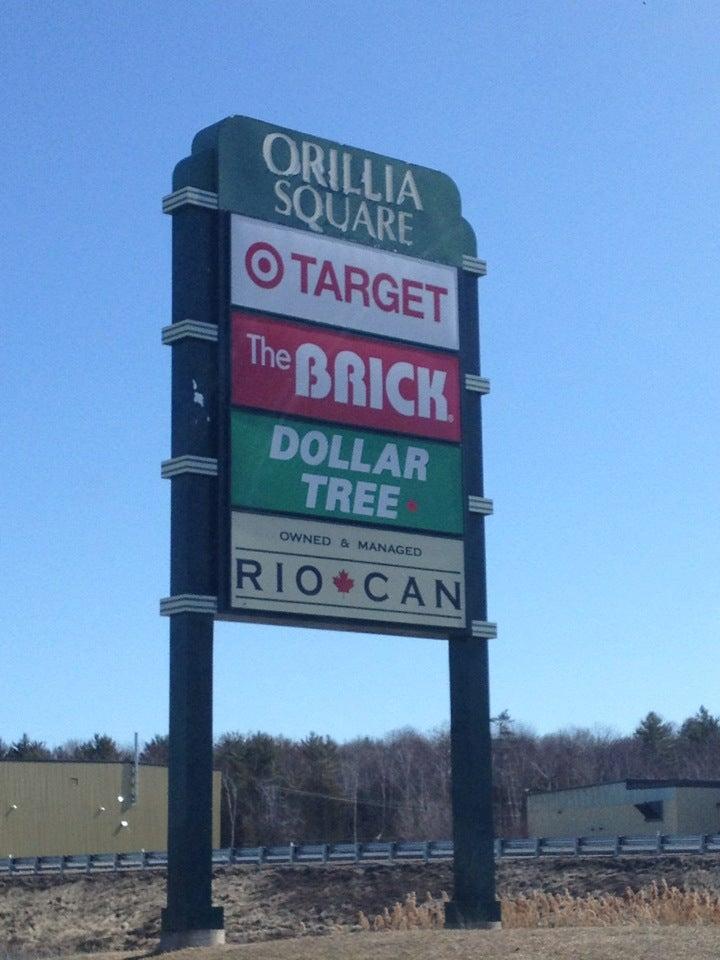 ORILLIA
SQUARE
TARGET
The BRICK
DOLLAR
TREE
OWNED & MANAGED
RIO CAN